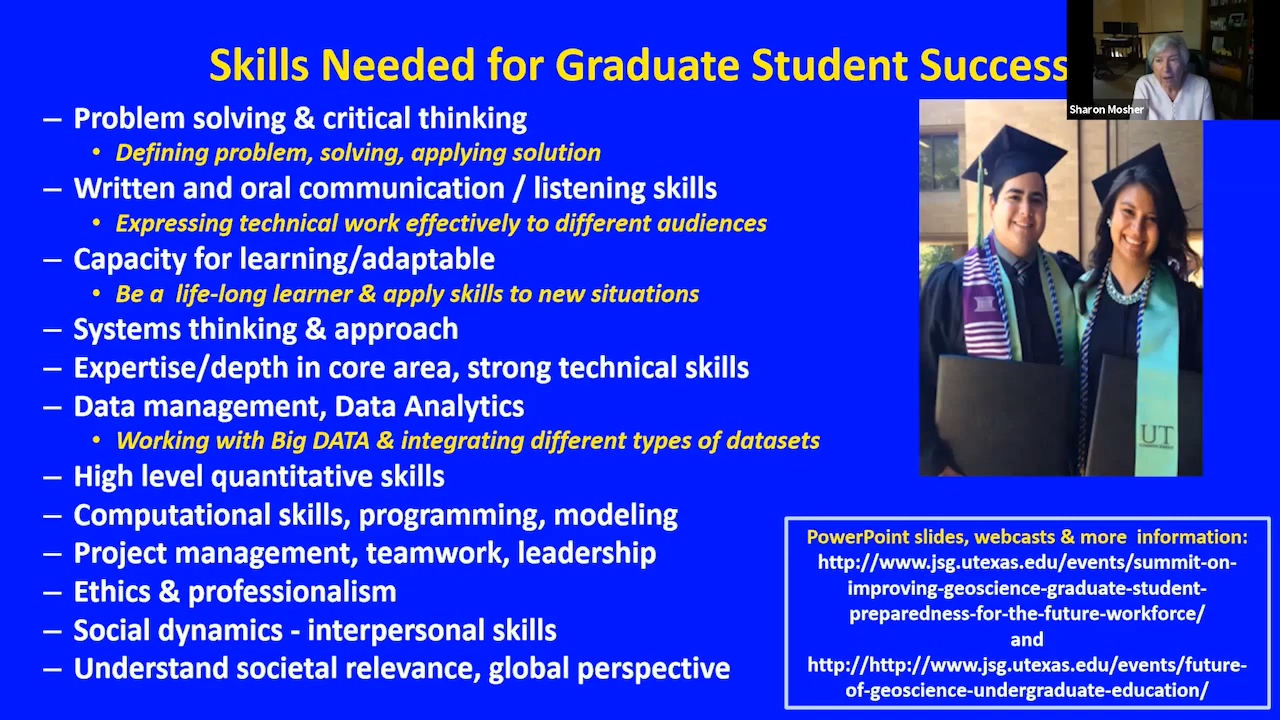 Skills Needed for Graduate Student Success
Sharon Mosher
– Problem solving & critical thinking
• Defining problem, solving, applying solution
– Written and oral communication / listening skills
• Expressing technical work effectively to different audiences
– Capacity for learning/adaptable
• Be a life-long learner & apply skills to new situations
– Systems thinking & approach
– Expertise/depth in core area, strong technical skills
– Data management, Data Analytics
• Working with Big DATA & integrating different types of datasets
– High level quantitative skills
– Computational skills, programming, modeling
– Project management, teamwork, leadership
– Ethics & professionalism
– Social dynamics - interpersonal skills
– Understand societal relevance, global perspective
UT
PowerPoint slides, webcasts & more information:
http://www.jsg.utexas.edu/events/summit-on-
improving-geoscience-graduate-student-
preparedness-for-the-future-workforce/
and
http://http://www.jsg.utexas.edu/events/future-
of-geoscience-undergraduate-education/